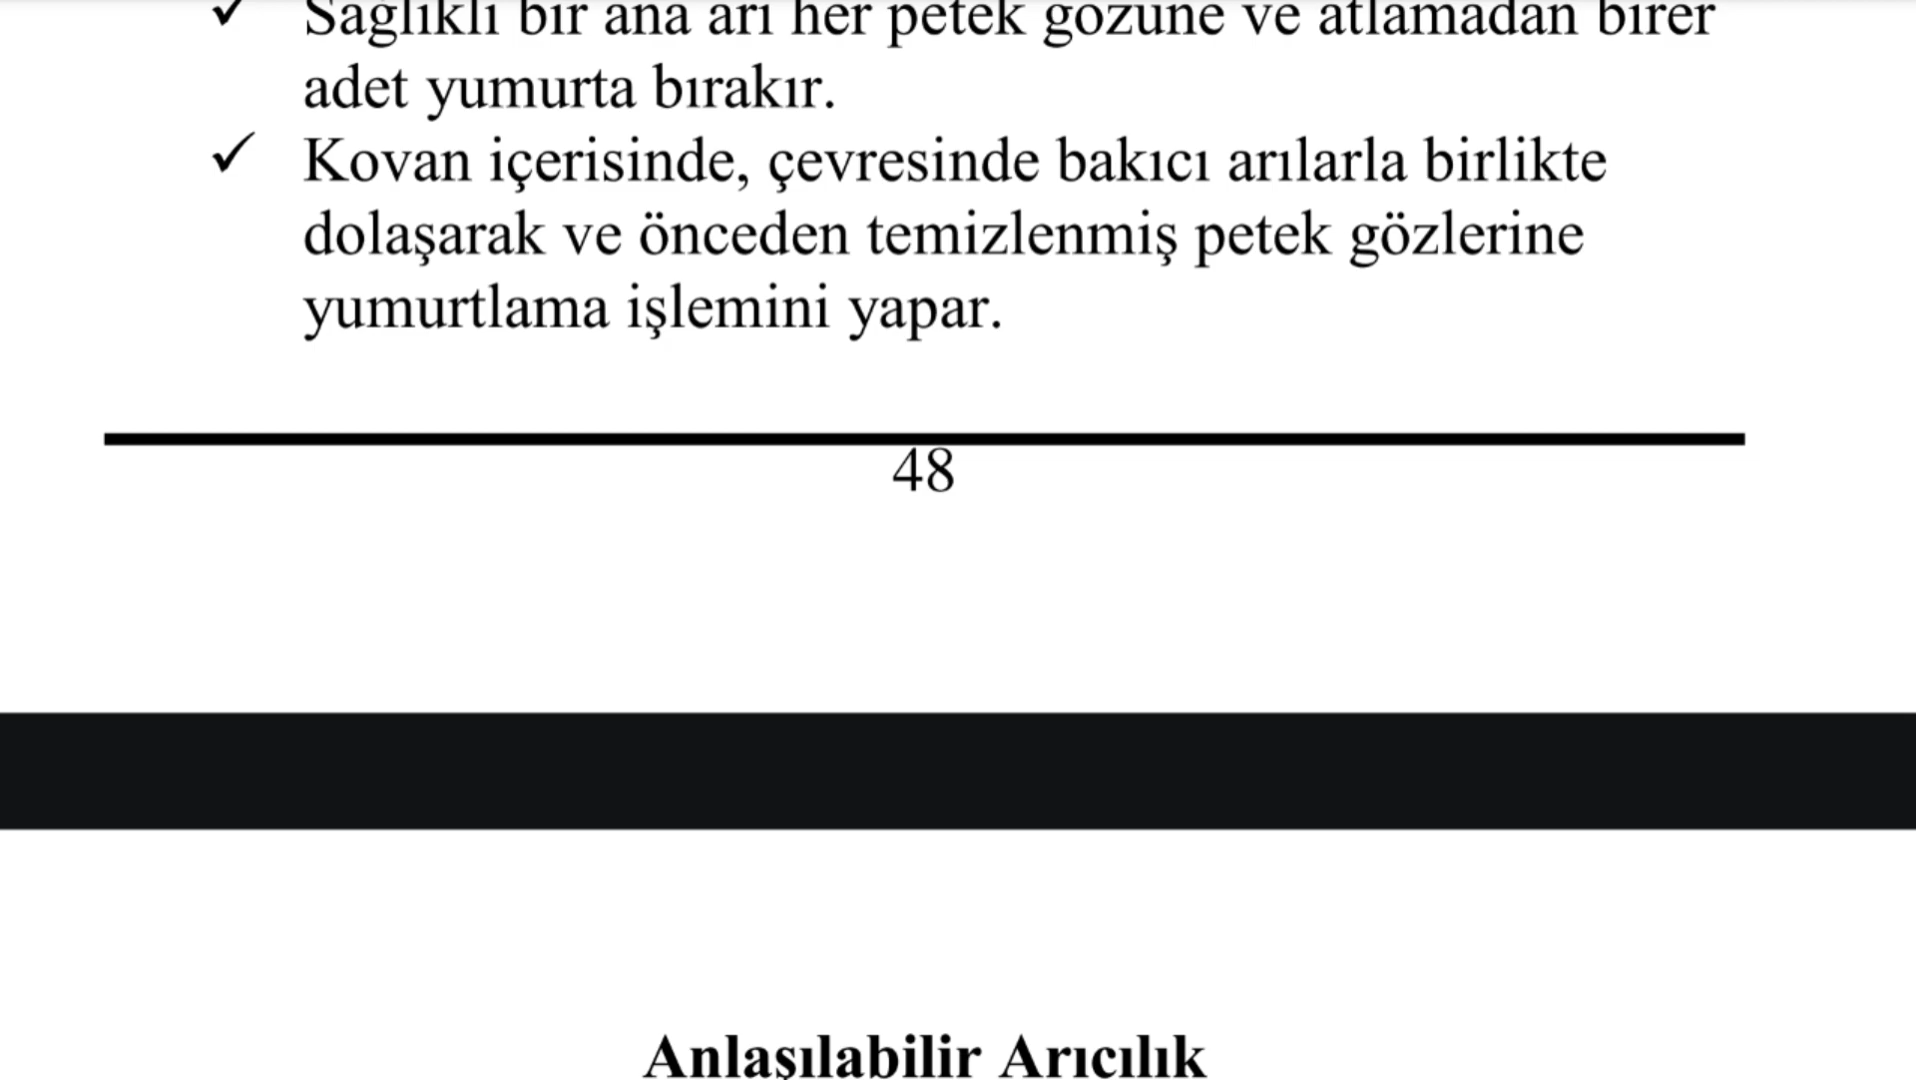 ✓ Sağlıklı bir ana arı her petek gözüne ve atlamadan birer
adet yumurta bırakır.
✓ Kovan içerisinde, çevresinde bakıcı arılarla birlikte
dolaşarak ve önceden temizlenmiş petek gözlerine
yumurtlama işlemini yapar.
48
Anlaşılabilir Arıcılık